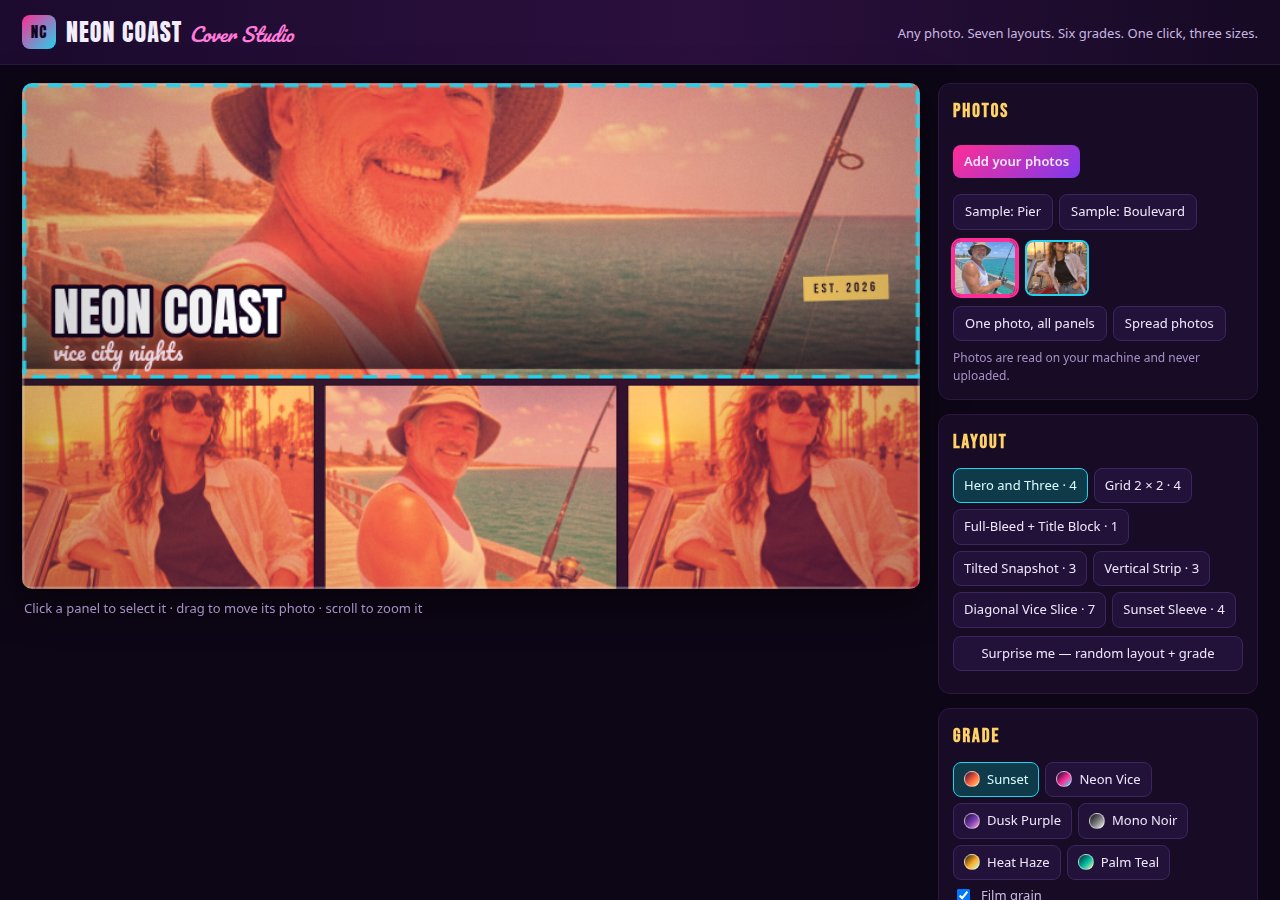 NC NEON COAST Cover Studio
Any photo. Seven layouts. Six grades. One click, three sizes.
EST. 2026
NEON COAST
vice city nights
Click a panel to select it · drag to move its photo · scroll to zoom it
PHOTOS
Add your photos
Sample: Pier Sample: Boulevard
One photo, all panels Spread photos
Photos are read on your machine and never
uploaded.
LAYOUT
Hero and Three · 4 Grid 2 × 2 · 4
Full-Bleed + Title Block · 1
Tilted Snapshot · 3 Vertical Strip · 3
Diagonal Vice Slice · 7 Sunset Sleeve · 4
Surprise me — random layout + grade
GRADE
Sunset Neon Vice
Dusk Purple Mono Noir
Heat Haze Palm Teal
Film grain